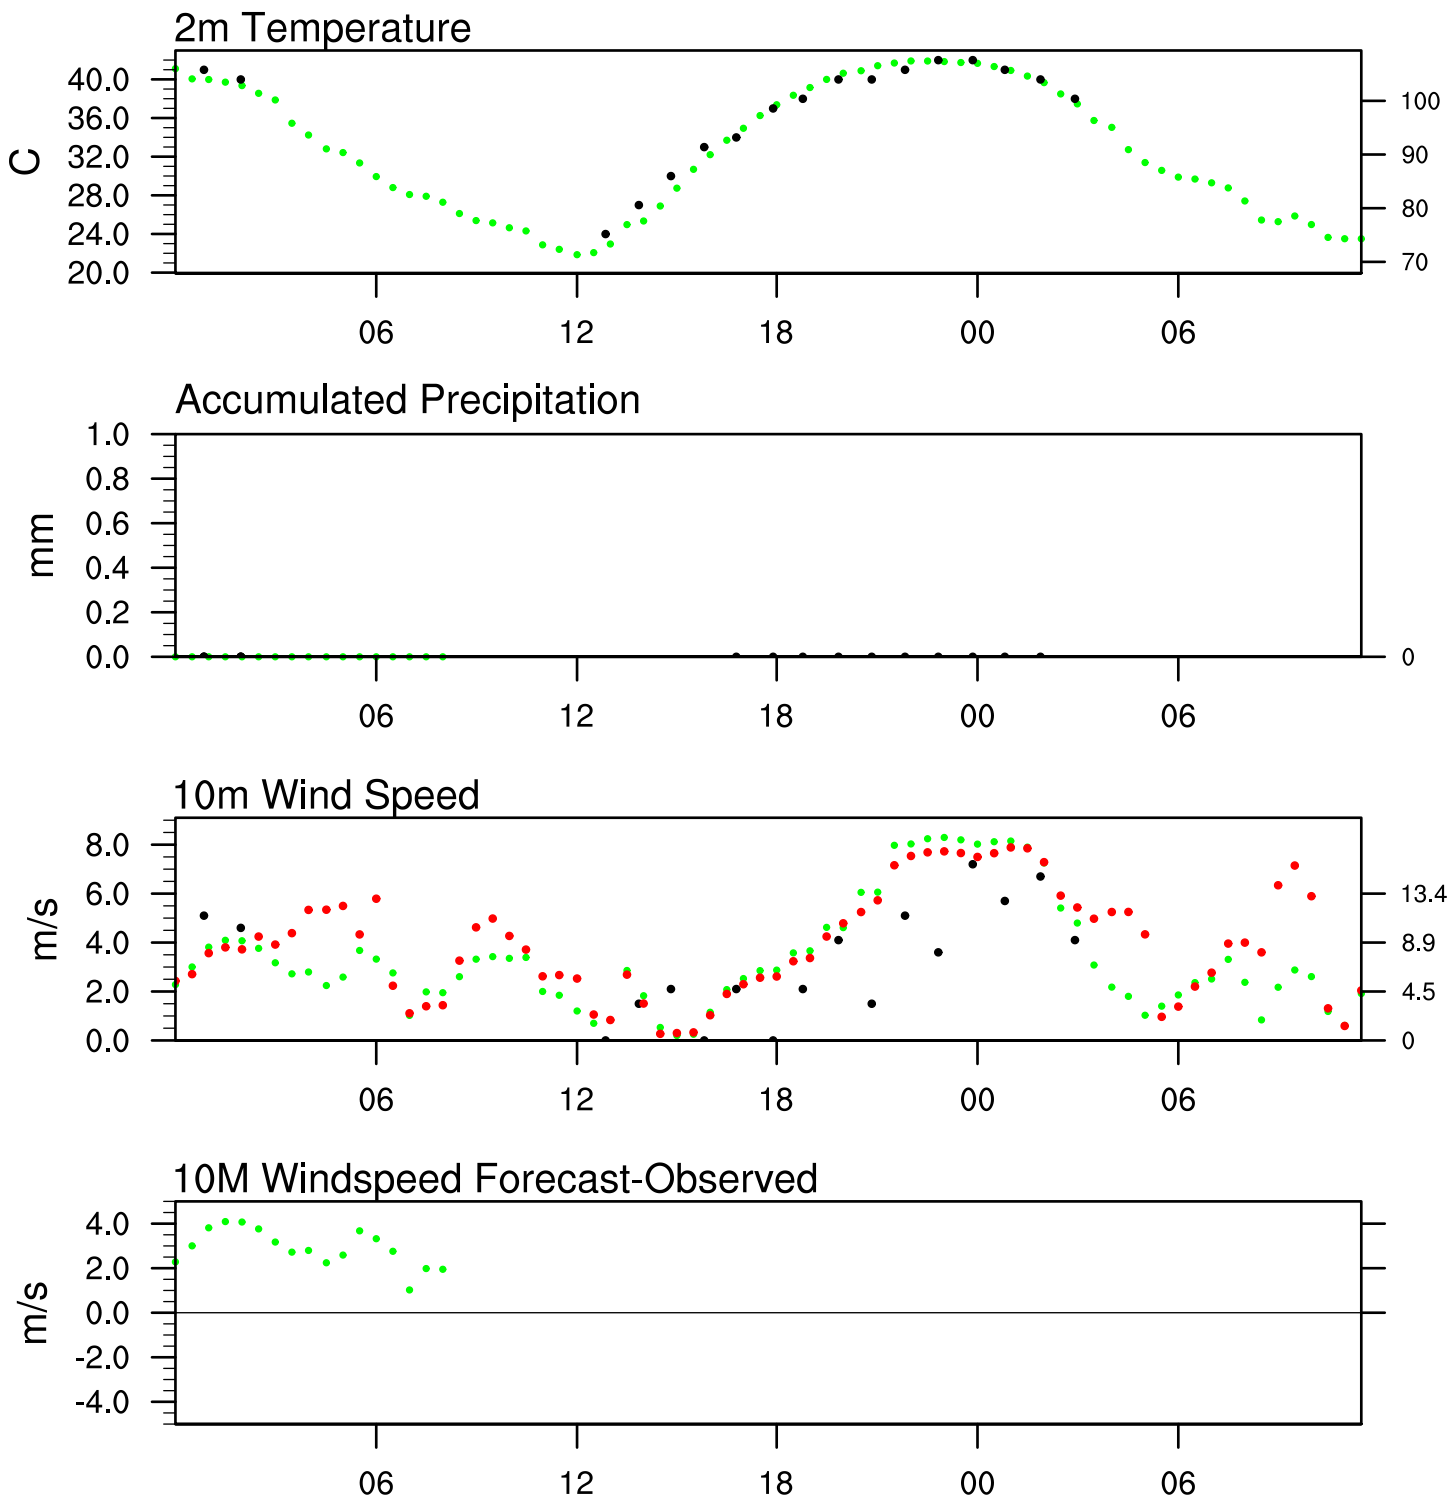 2m Temperature
C
40.0
36.0
32.0
28.0
24.0
20.0
100
90
80
70
06 12 18 00 06
Accumulated Precipitation
mm
1.0
0.8
0.6
0.4
0.2
0.0
0
06 12 18 00 06
10m Wind Speed
m/s
8.0
6.0
4.0
2.0
0.0
13.4
8.9
4.5
0
06 12 18 00 06
10M Windspeed Forecast-Observed
m/s
4.0
2.0
0.0
-2.0
-4.0
06 12 18 00 06